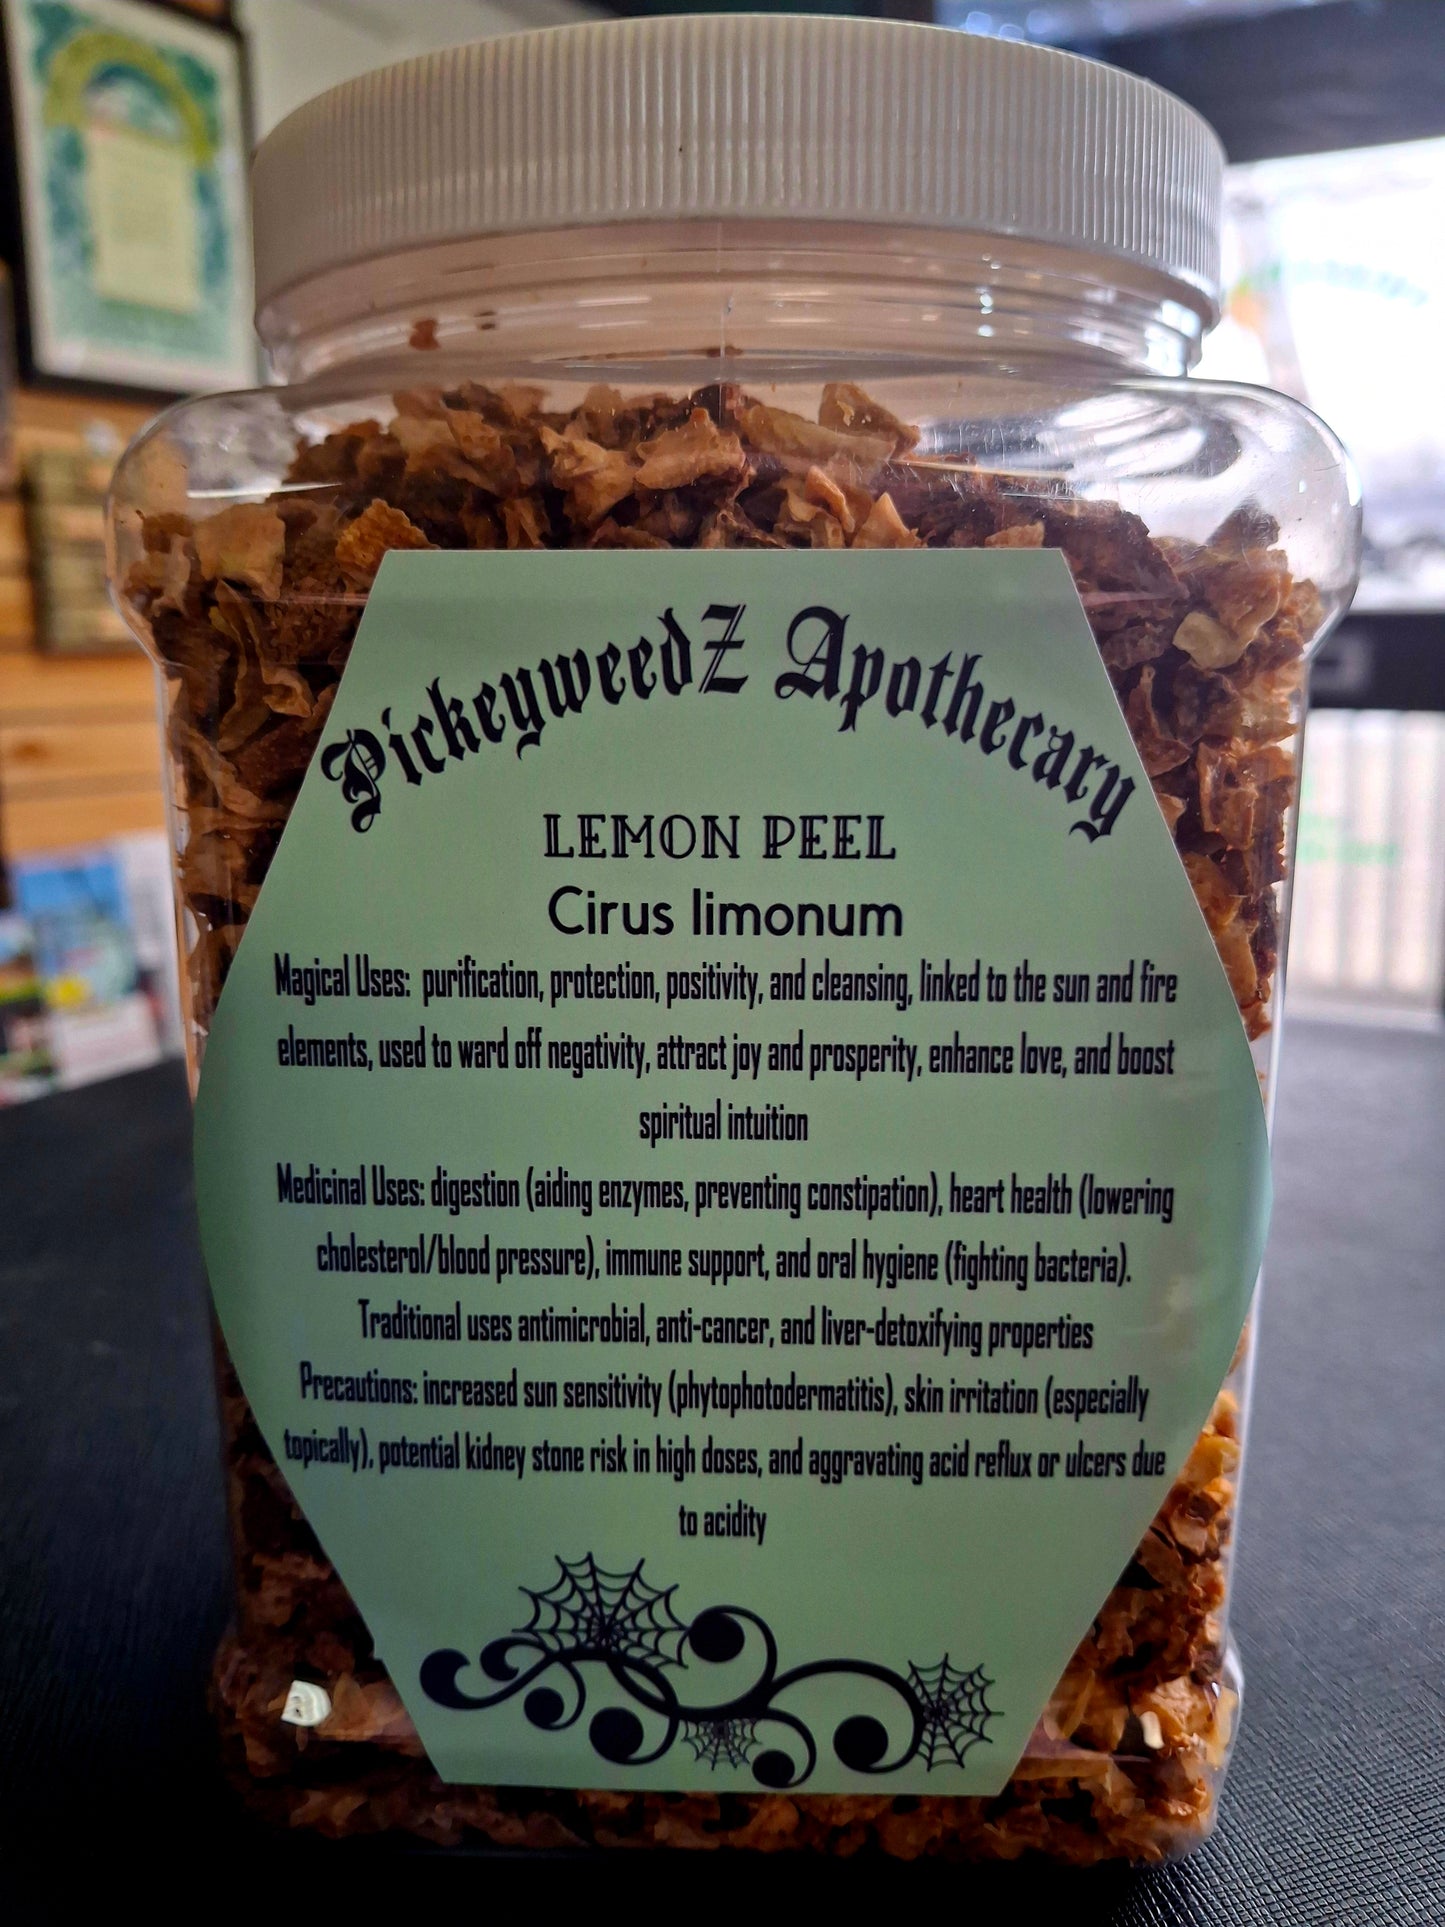 PickeyweedZ Apothecary
LEMON PEEL
Cirus limonum
Magical Uses: purification, protection, positivity, and cleansing, linked to the sun and fire
elements, used to ward off negativity, attract joy and prosperity, enhance love, and boost
spiritual intuition
Medicinal Uses: digestion (aiding enzymes, preventing constipation), heart health (lowering
cholesterol/blood pressure), immune support, and oral hygiene (fighting bacteria).
Traditional uses antimicrobial, anti-cancer, and liver-detoxifying properties
Precautions: increased sun sensitivity (phytophotodermatitis), skin irritation (especially
topically), potential kidney stone risk in high doses, and aggravating acid reflux or ulcers due
to acidity